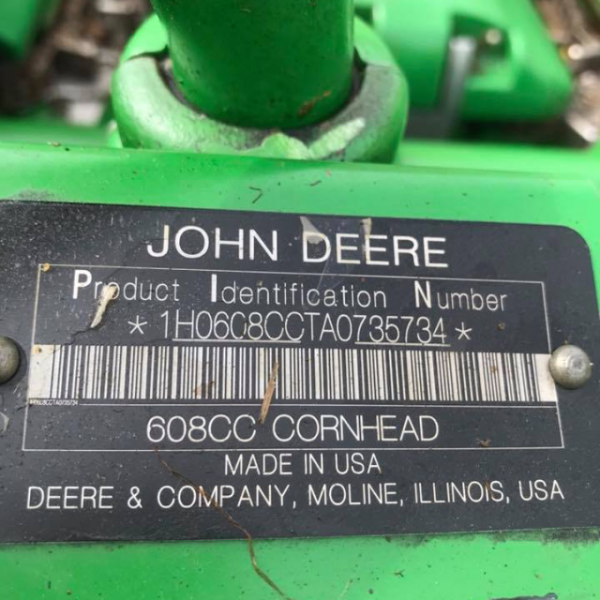 JOHN DEERE
Product Identification Number
*1H0608CCTA0735734*
608CC CORNHEAD
MADE IN USA
DEERE & COMPANY, MOLINE, ILLINOIS, USA